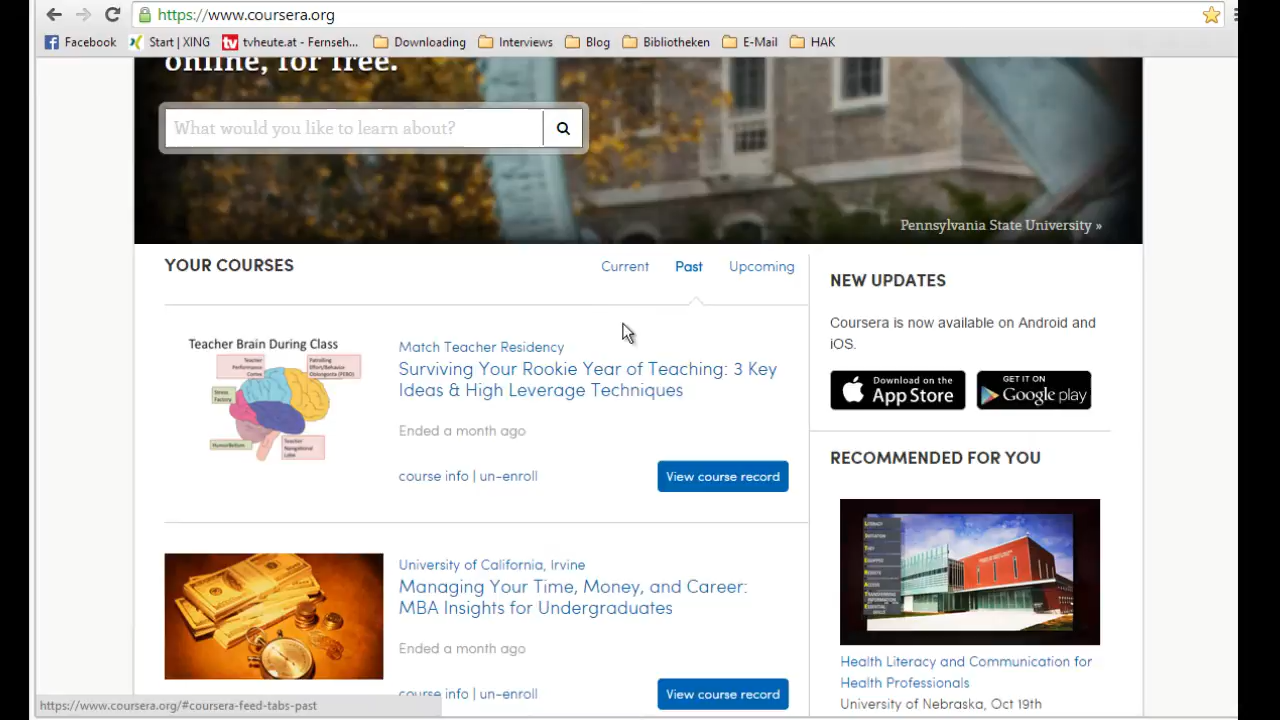 https://www.coursera.org
Facebook
Start | XING
tvheute.at - Fernseh...
Downloading
Interviews
Blog
Bibliotheken
E-Mail
HAK
online, for free.
What would you like to learn about?
Pennsylvania State University »
YOUR COURSES
Current
Past
Upcoming
Teacher Brain During Class
Match Teacher Residency
Surviving Your Rookie Year of Teaching: 3 Key
Ideas & High Leverage Techniques
Ended a month ago
course info | un-enroll
View course record
University of California, Irvine
Managing Your Time, Money, and Career:
MBA Insights for Undergraduates
Ended a month ago
course info | un-enroll
View course record
NEW UPDATES
Coursera is now available on Android and
iOS.
Download on the
App Store
GET IT ON
Google play
RECOMMENDED FOR YOU
Health Literacy and Communication for
Health Professionals
University of Nebraska, Oct 19th
https://www.coursera.org/#coursera-feed-tabs-past